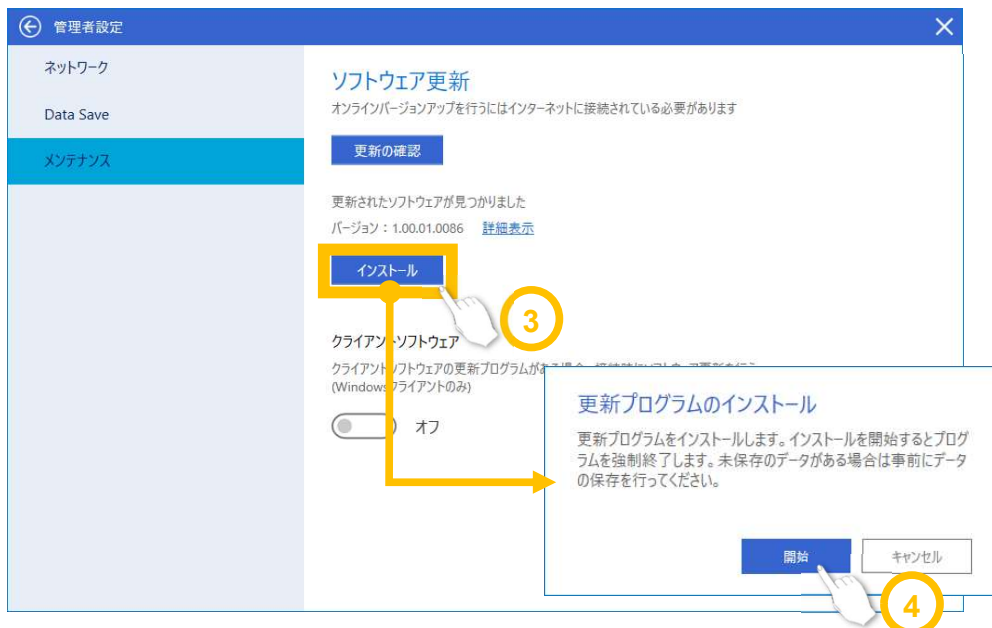 管理者設定
ネットワーク
Data Save
メンテナンス
ソフトウェア更新
オンラインバージョンアップを行うにはインターネットに接続されている必要があります
更新の確認
更新されたソフトウェアが見つかりました
バージョン：1.00.01.0086 詳細表示
インストール
3
クライアントソフトウェア
クライアントソフトウェアの更新プログラムが
(Windowsクライアントのみ)
オフ
更新プログラムのインストール
更新プログラムをインストールします。インストールを開始するとプログ
ラムを強制終了します。未保存のデータがある場合は事前にデータ
の保存を行ってください。
開始
キャンセル
4